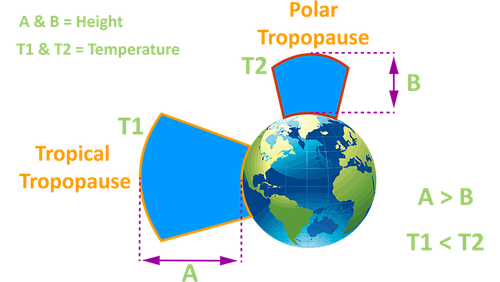 A & B = Height
T1 & T2 = Temperature
Polar
Tropopause
T2
B
T1
Tropical
Tropopause
A
A > B
T1 < T2